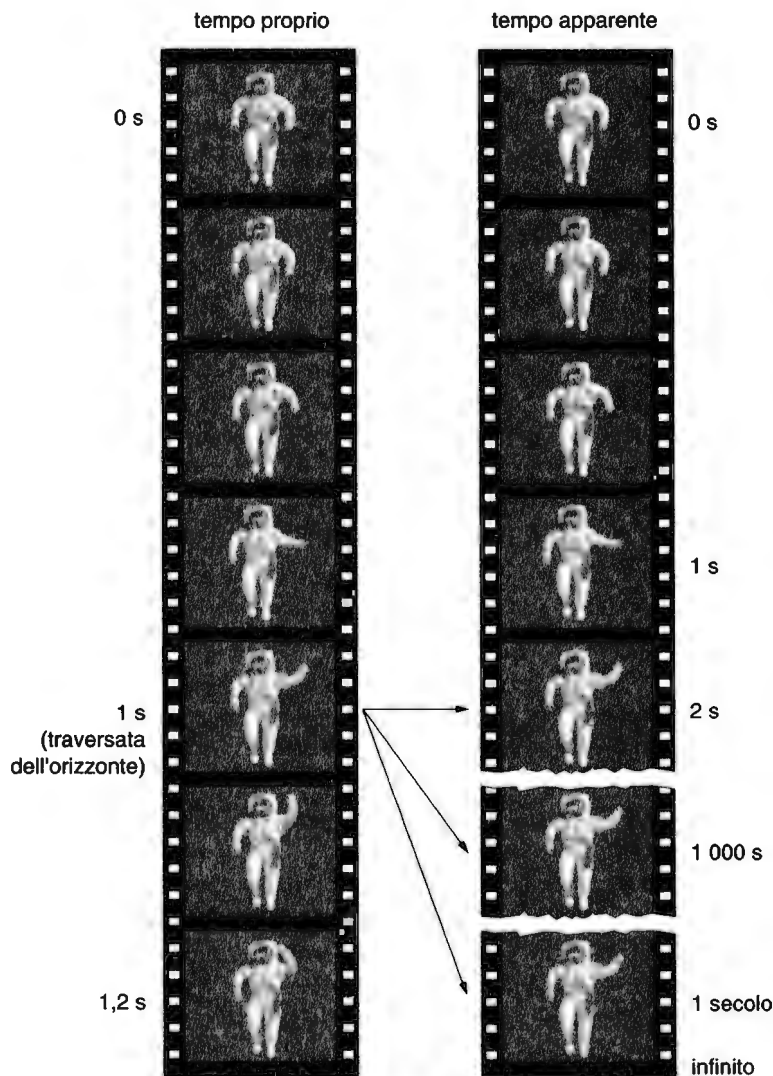 tempo proprio
tempo apparente
0 s
0 s
1 s
1 s
(traversata
dell'orizzonte)
2 s
1 000 s
1,2 s
1 secolo
infinito